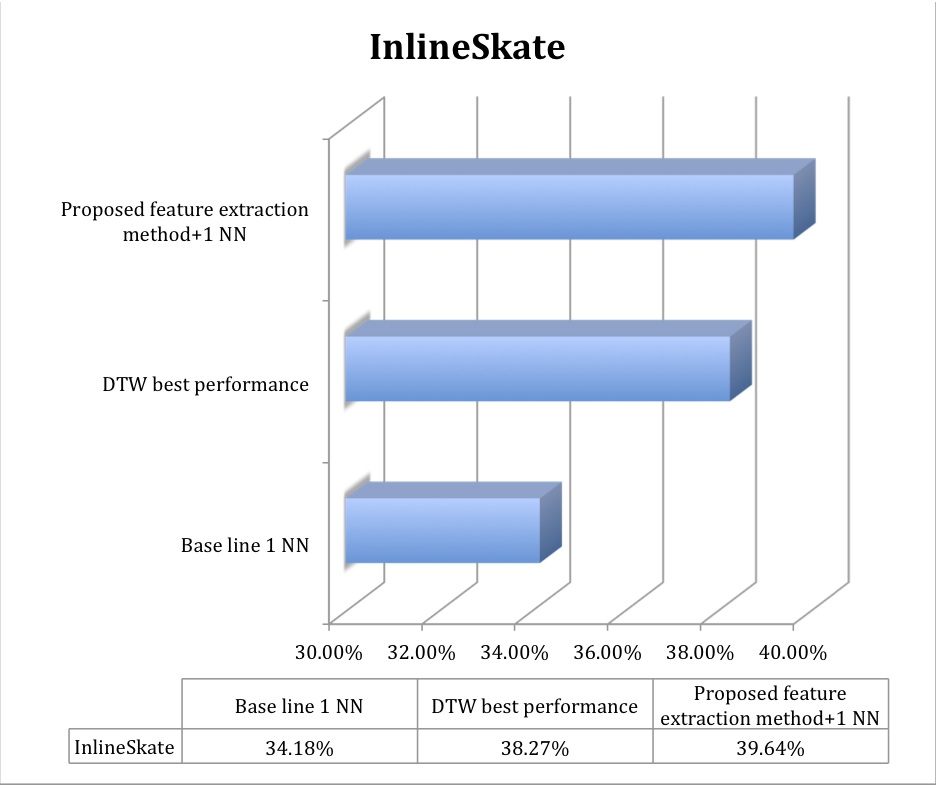 InlineSkate
Proposed feature extraction
method+1 NN
DTW best performance
Base line 1 NN
30.00% 32.00% 34.00% 36.00% 38.00% 40.00%
Base line 1 NN DTW best performance Proposed feature
extraction method+1 NN
InlineSkate 34.18% 38.27% 39.64%